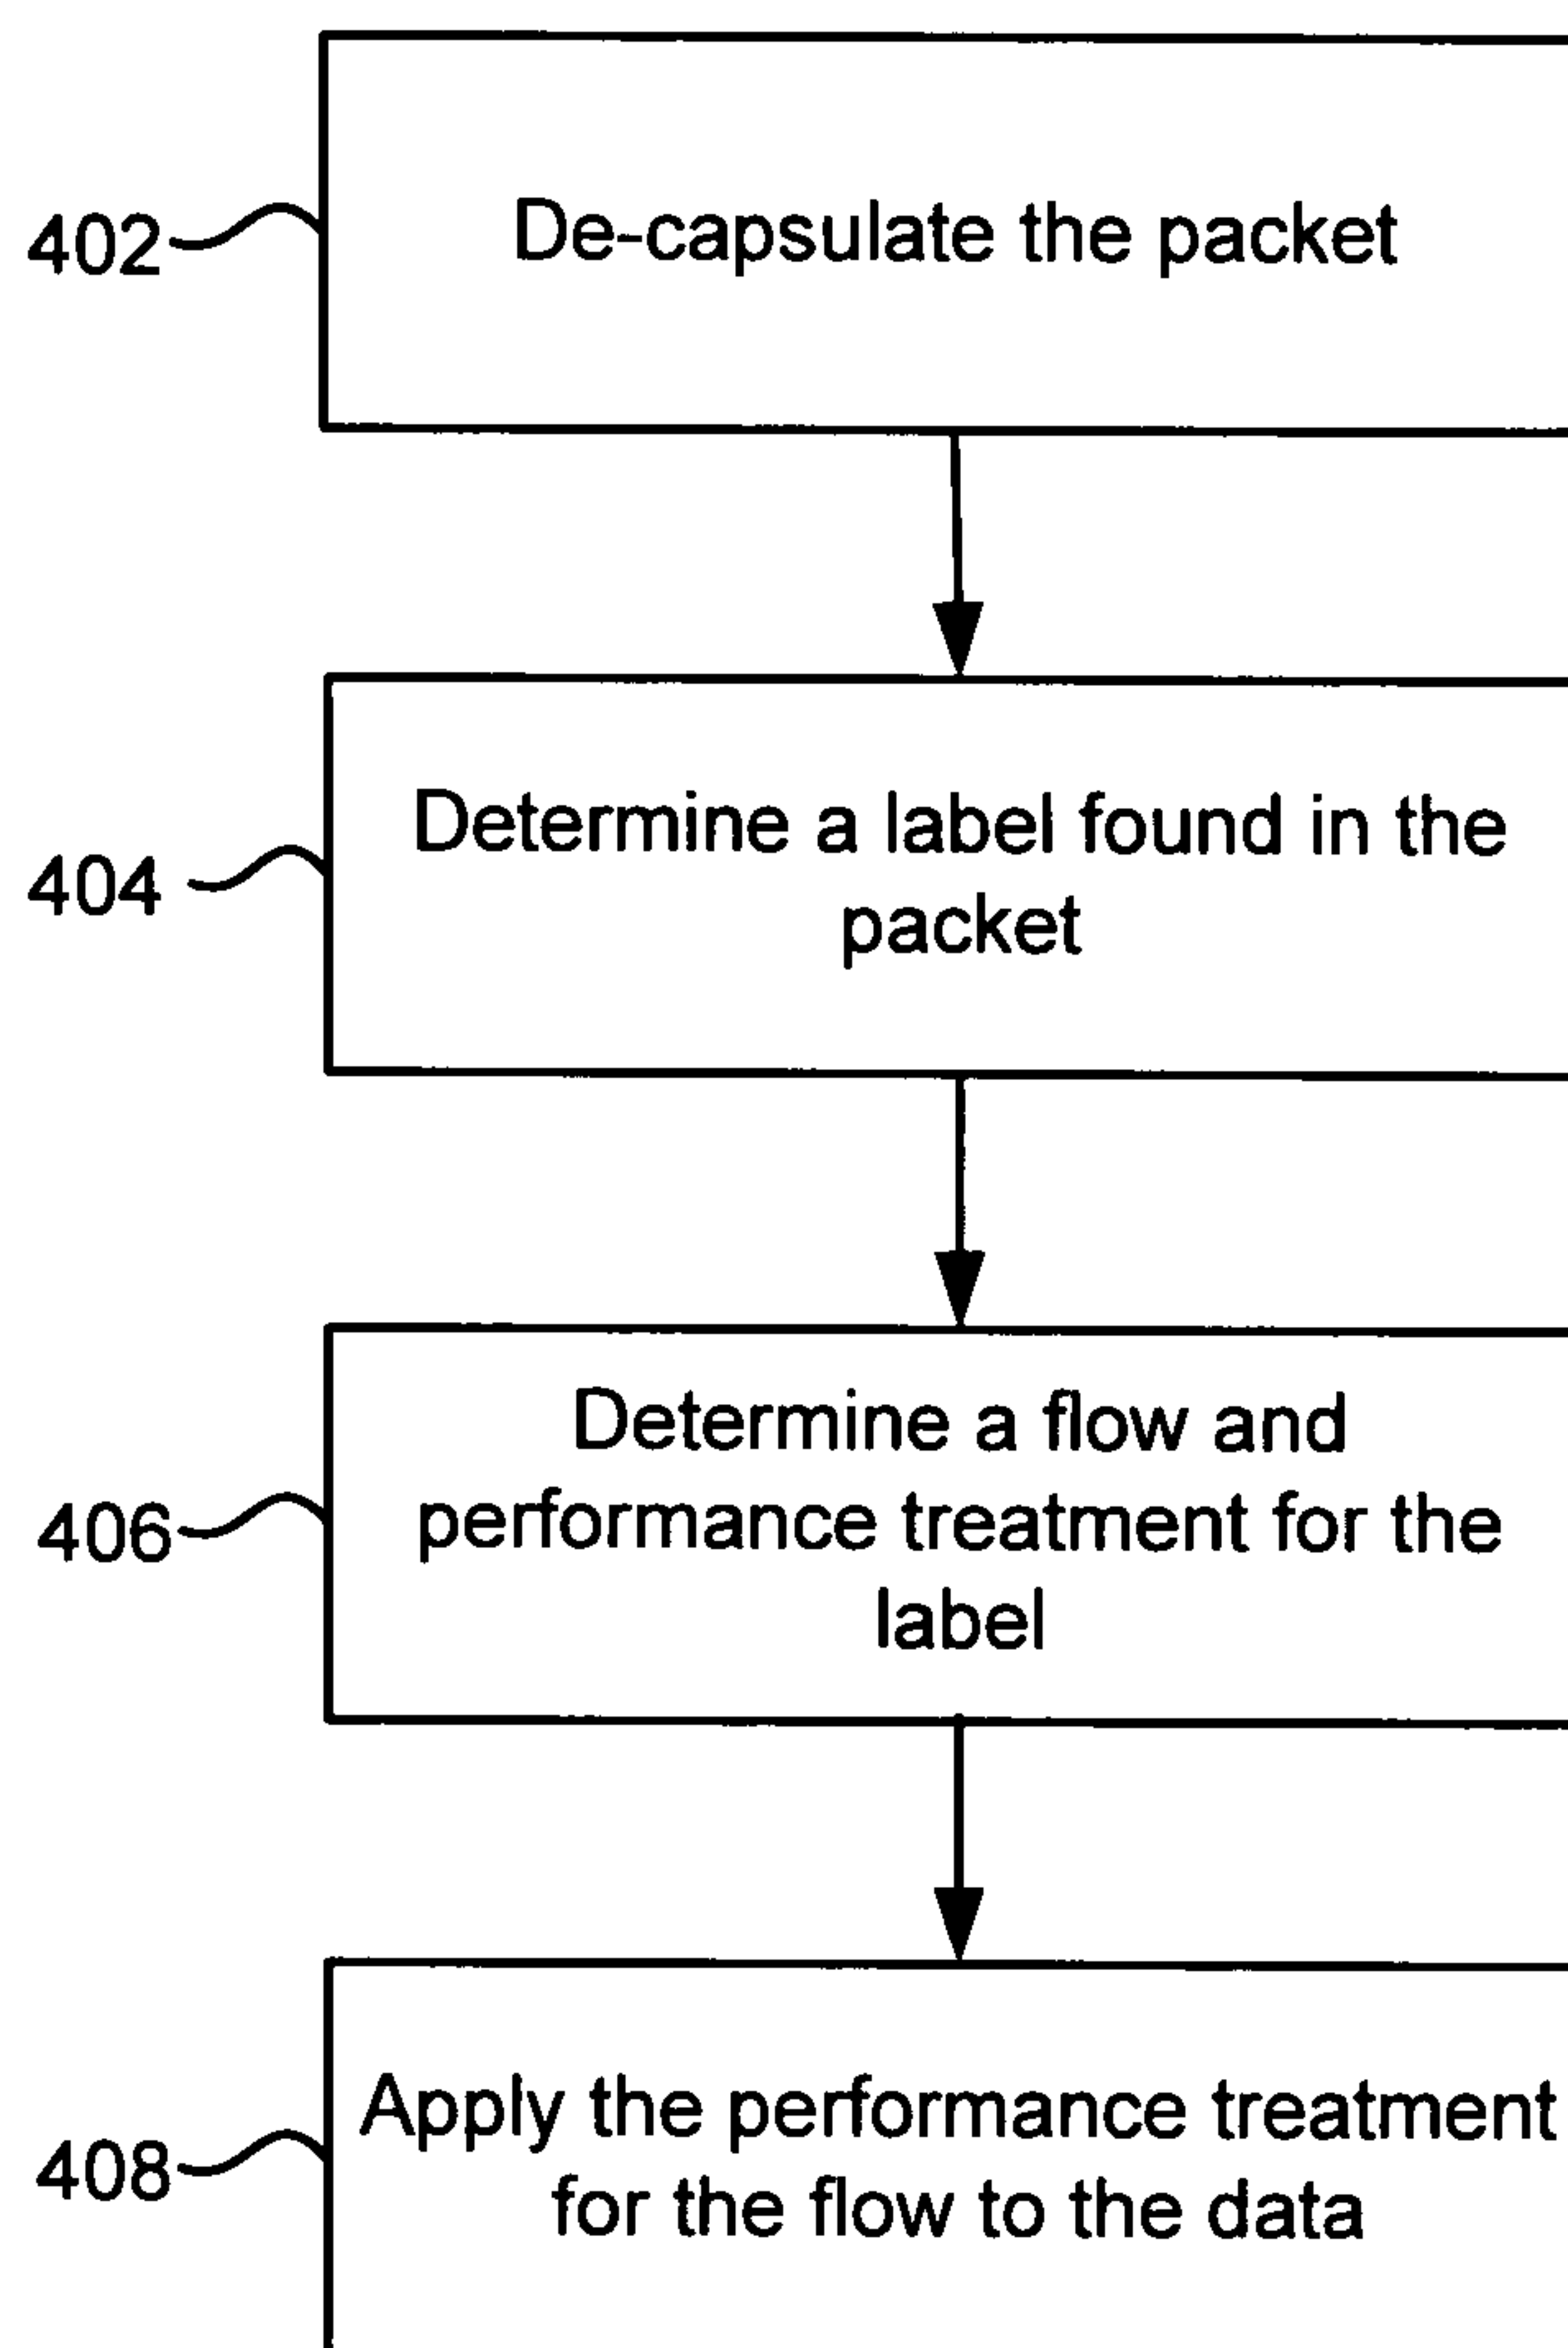 402
De-capsulate the packet
404
Determine a label found in the
packet
406
Determine a flow and
performance treatment for the
label
408
Apply the performance treatment
for the flow to the data